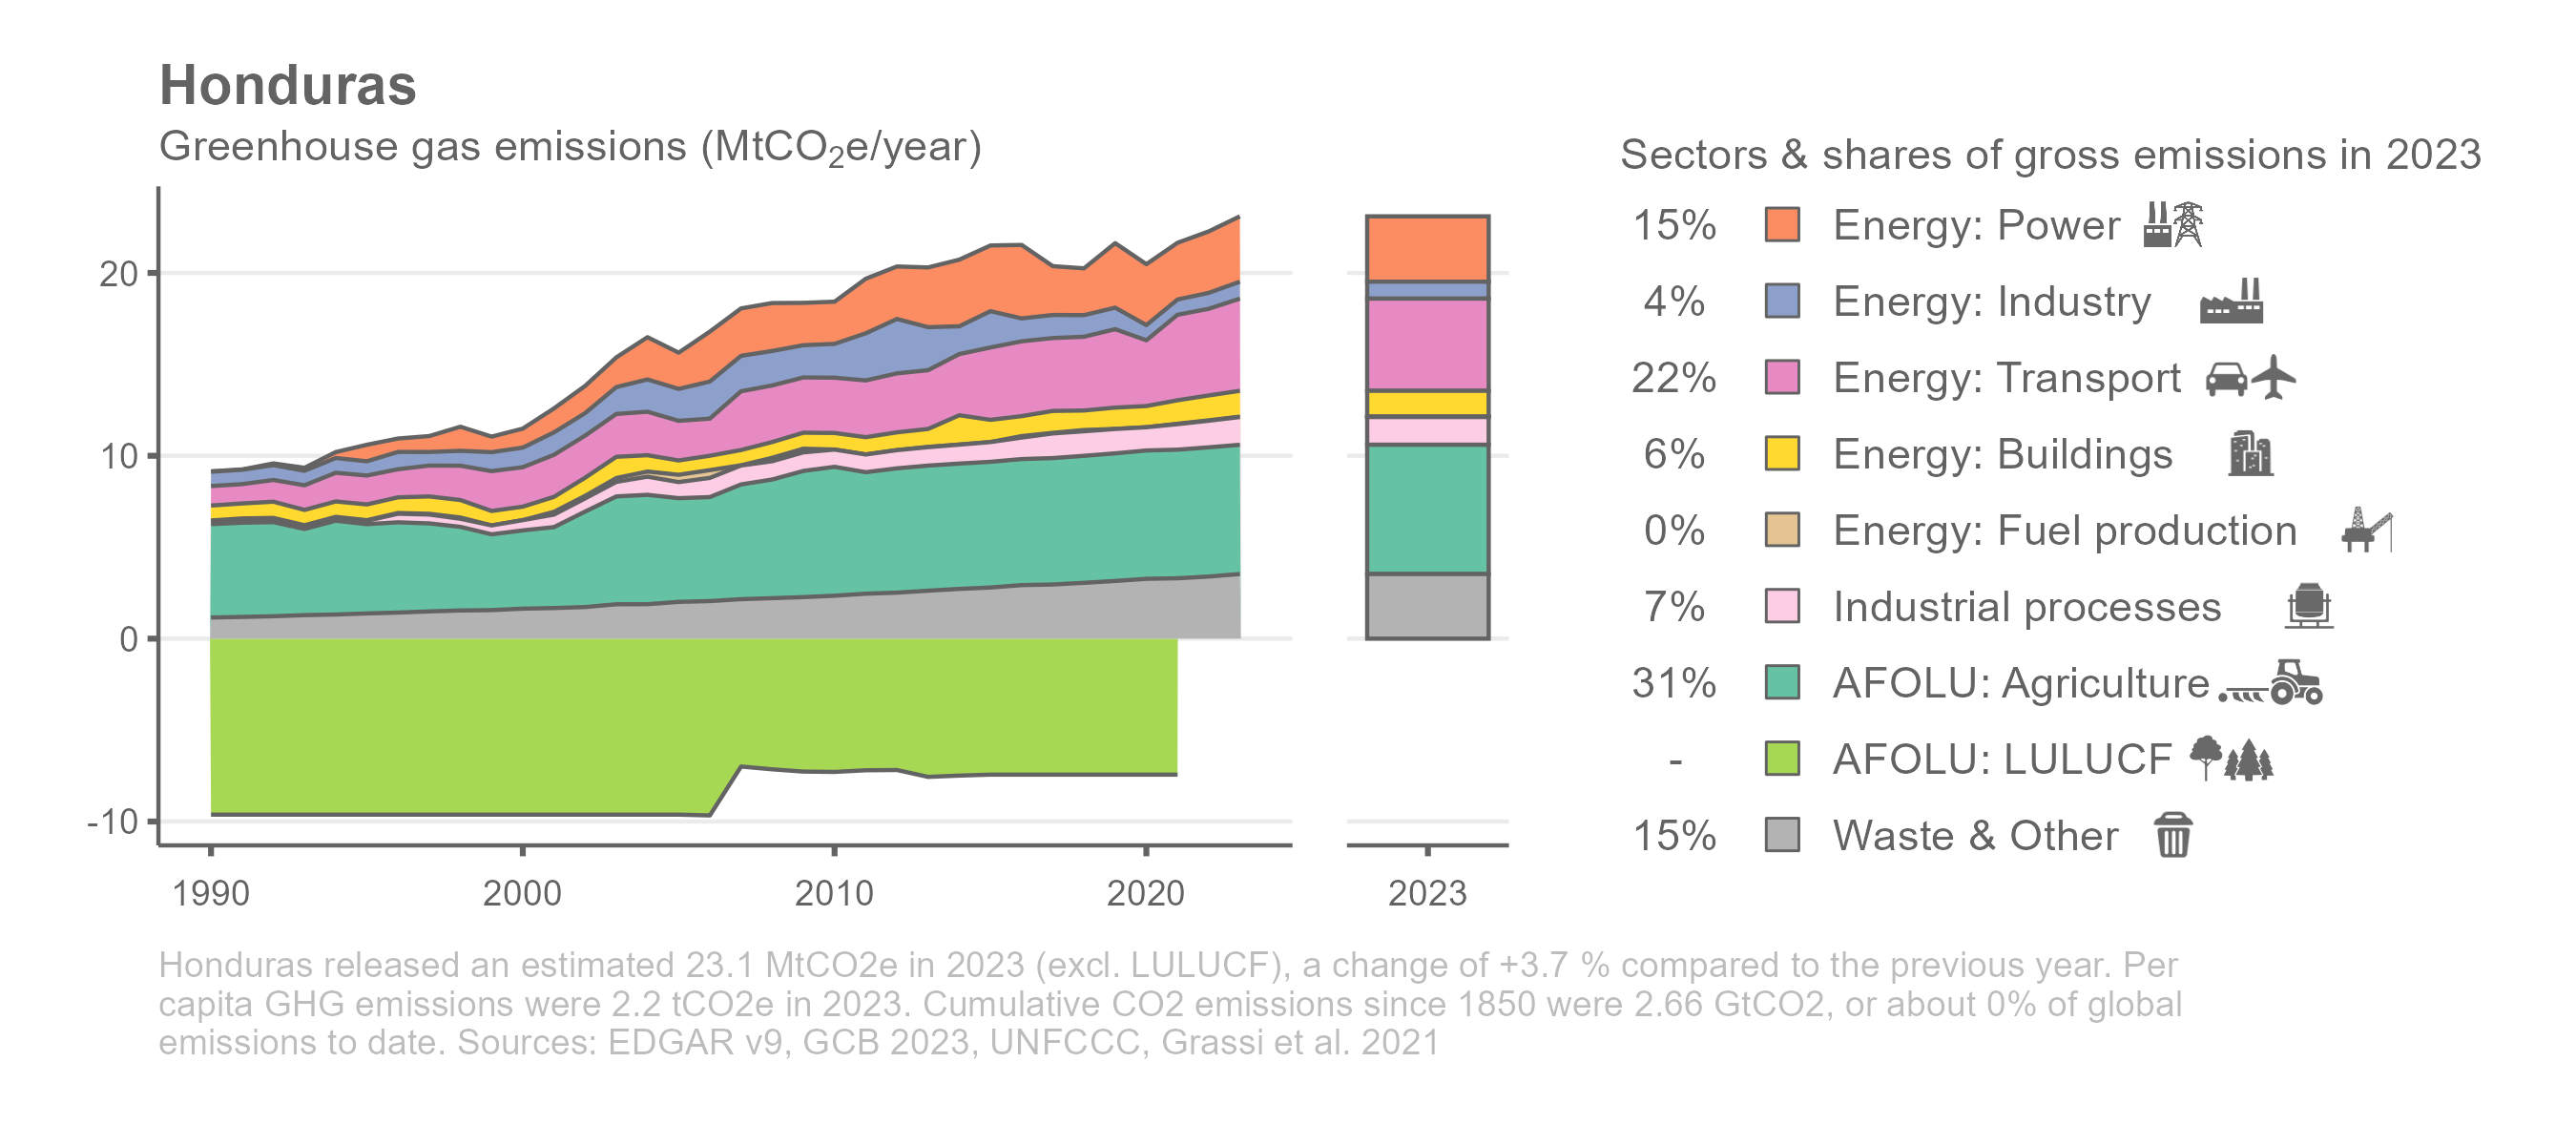 Honduras
Greenhouse gas emissions (MtCO₂e/year)
20
10
0
-10
1990
2000
2010
2020
2023
Sectors & shares of gross emissions in 2023
15% Energy: Power
4% Energy: Industry
22% Energy: Transport
6% Energy: Buildings
0% Energy: Fuel production
7% Industrial processes
31% AFOLU: Agriculture
- AFOLU: LULUCF
15% Waste & Other
Honduras released an estimated 23.1 MtCO2e in 2023 (excl. LULUCF), a change of +3.7 % compared to the previous year. Per
capita GHG emissions were 2.2 tCO2e in 2023. Cumulative CO2 emissions since 1850 were 2.66 GtCO2, or about 0% of global
emissions to date. Sources: EDGAR v9, GCB 2023, UNFCCC, Grassi et al. 2021